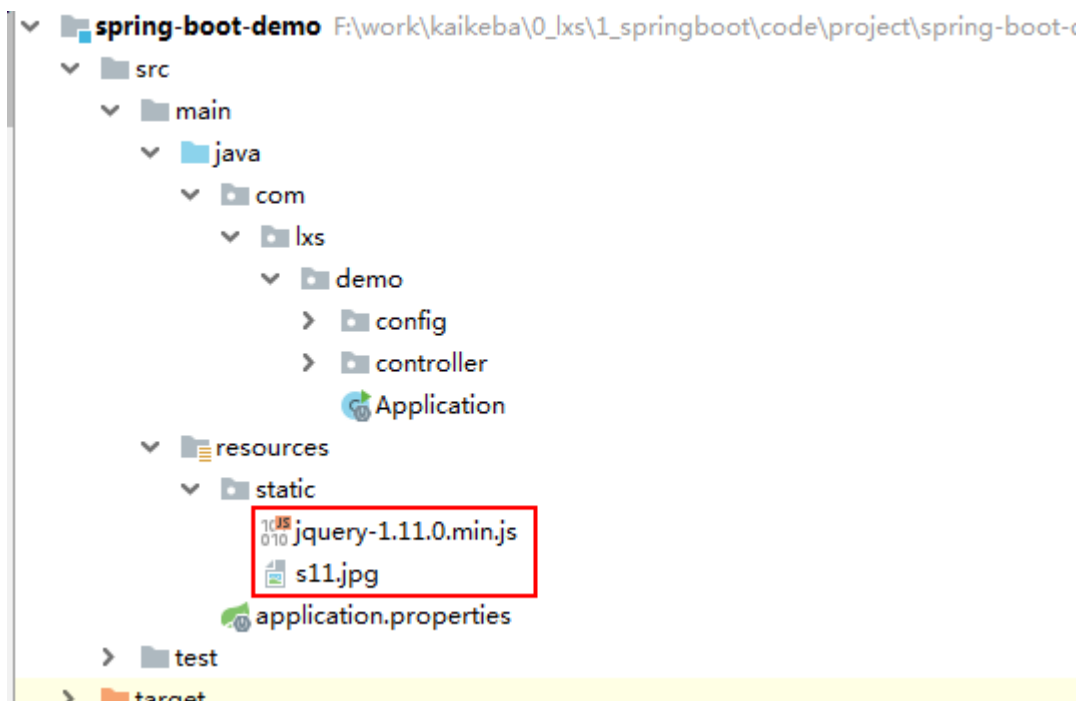 spring-boot-demo F:\work\kaikeba\0_lxs\1_springboot\code\project\spring-boot-
src
main
java
com
lxs
demo
config
controller
Application
resources
static
jquery-1.11.0.min.js
s11.jpg
application.properties
test
target